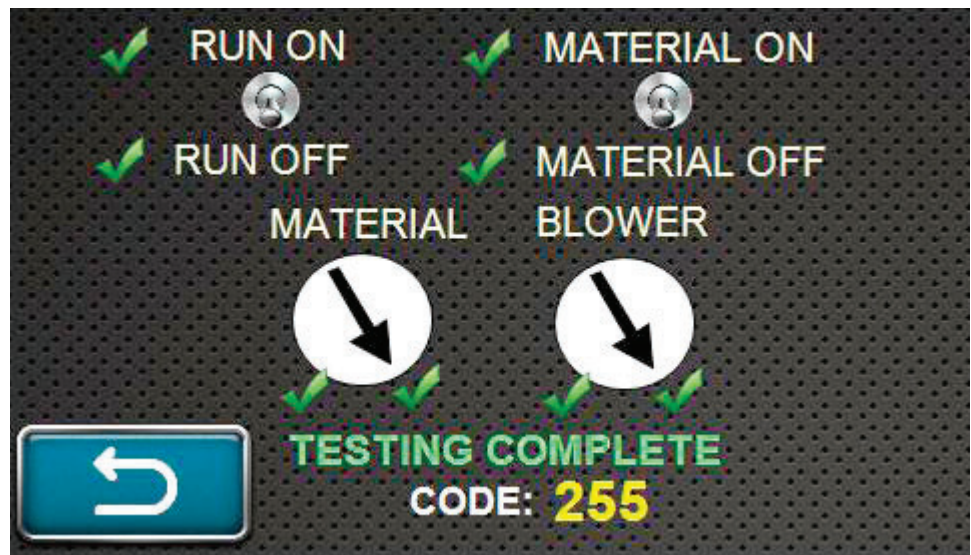 RUN ON MATERIAL ON
RUN OFF MATERIAL OFF
MATERIAL BLOWER
TESTING COMPLETE
CODE: 255